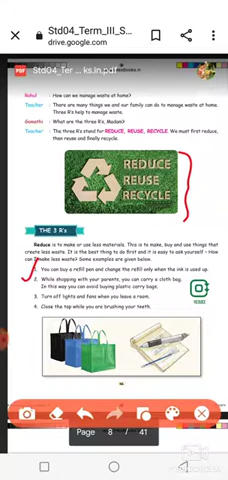 Std04_Term_III_S...
drive.google.com
Std04_Ter
ks.in.pdf
Rahul : How can we manage waste at home?
Teacher : There are many things we and our family can do to manage waste at home. Three R's help to manage waste.
Gomathi : What are the three R's, Madam?
Teacher : The three R's stand for REDUCE, REUSE, RECYCLE. We must first reduce, than reuse and finally recycle.
REDUCE
REUSE
RECYCLE
THE 3 R's
Reduce is to make or use less materials. This is to make, buy and use things that
create less waste. It is the best thing to do first and it is easy to ask yourself - How
can I make less waste? Some examples are given below.
1. You can buy a refill pen and change the refill only when the ink is used up.
2. While shopping with your parents, you can carry a cloth bag.
In this way you can avoid buying plastic carry bags.
3. Turn off lights and fans when you leave a room.
4. Close the tap while you are brushing your teeth.
REDUCE
Page 8 / 41